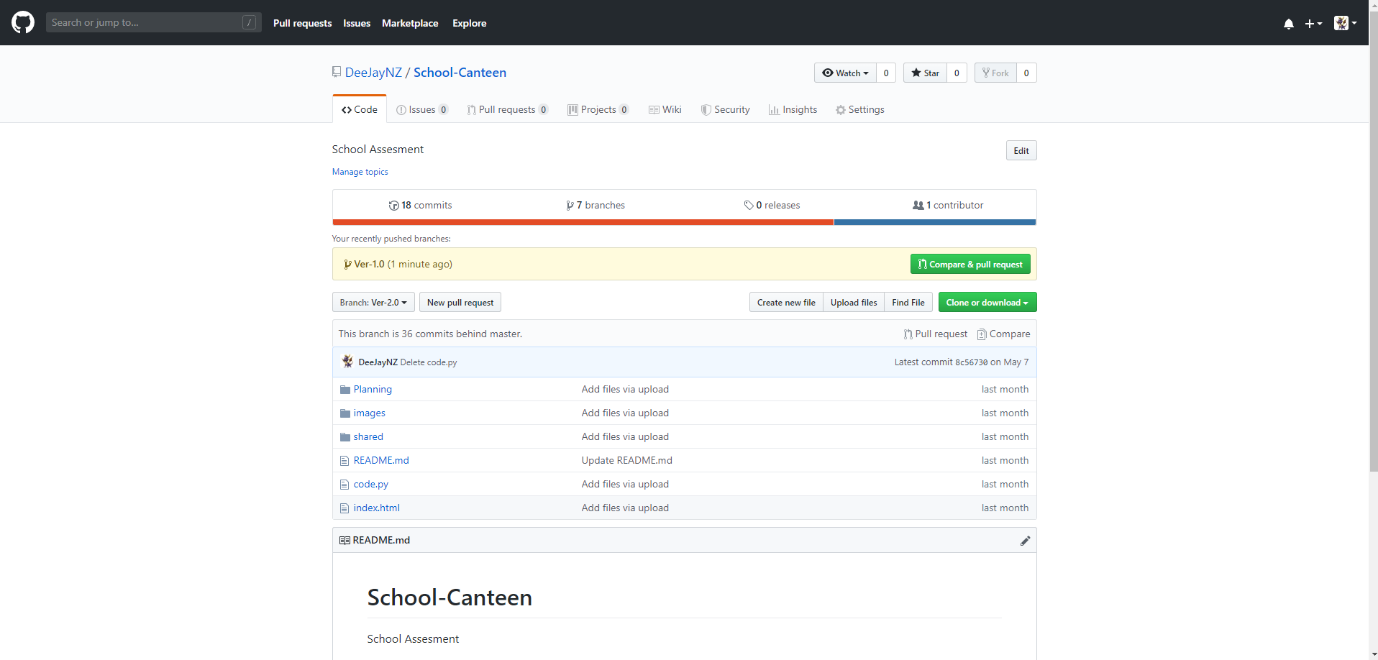 Search or jump to... / Pull requests Issues Marketplace Explore
DeeJayNZ / School-Canteen Watch 0 Star 0 Fork 0
Code Issues 0 Pull requests 0 Projects 0 Wiki Security Insights Settings
School Assesment Edit
Manage topics
18 commits 7 branches 0 releases 1 contributor
Your recently pushed branches:
Ver-1.0 (1 minute ago) Compare & pull request
Branch: Ver-2.0 New pull request Create new file Upload files Find File Clone or download
This branch is 36 commits behind master. Pull request Compare
DeeJayNZ Delete code.py Latest commit 8c56730 on May 7
Planning Add files via upload last month
images Add files via upload last month
shared Add files via upload last month
README.md Update README.md last month
code.py Add files via upload last month
index.html Add files via upload last month
README.md
School-Canteen
School Assesment